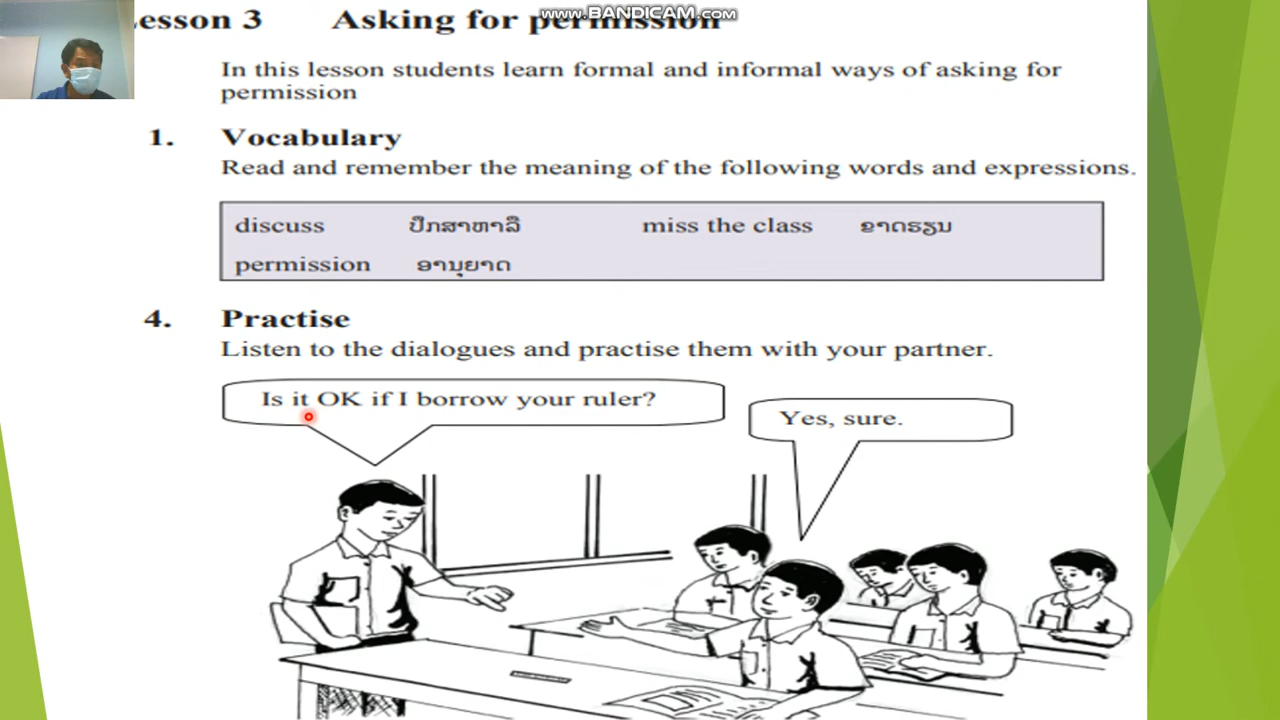 www.BANDICAM.com
esson 3 Asking for permission
In this lesson students learn formal and informal ways of asking for
permission
1. Vocabulary
Read and remember the meaning of the following words and expressions.
discuss ປຶກສາຫາລື miss the class ຂາດຮຽນ
permission ອານຸຍາດ
4. Practise
Listen to the dialogues and practise them with your partner.
Is it OK if I borrow your ruler?
Yes, sure.